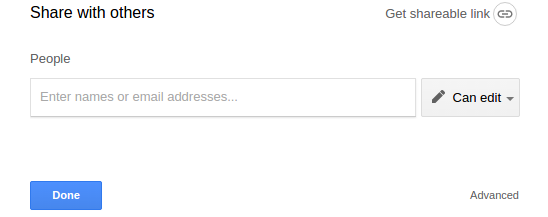 Share with others
Get shareable link
People
Enter names or email addresses...
Can edit
Done
Advanced